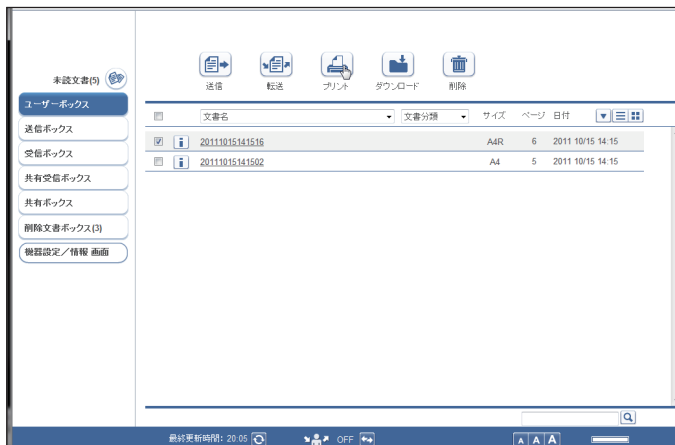 未読文書(5)
送信 転送 プリント ダウンロード 削除
ユーザーボックス
送信ボックス
受信ボックス
共有受信ボックス
共有ボックス
削除文書ボックス(3)
機器設定／情報 画面
文書名 文書分類 サイズ ページ 日付
i 20111015141516 A4R 6 2011 10/15 14:15
i 20111015141502 A4 5 2011 10/15 14:15
最終更新時間: 20:05 OFF A A A